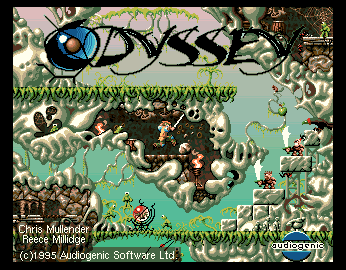 ODYSSEY
Chris Mullender
Reece Millidge
(c)1995 Audiogenic Software Ltd.
audiogenic